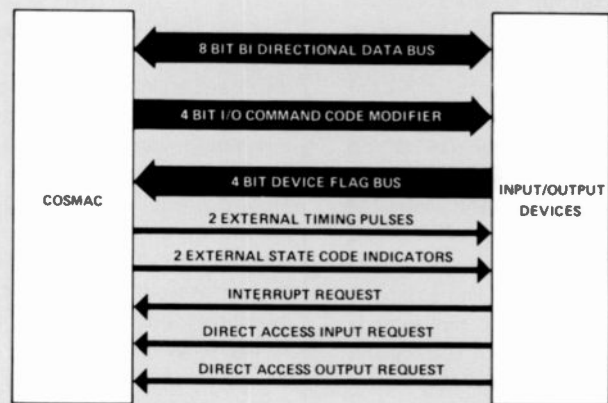 8 BIT BI DIRECTIONAL DATA BUS
4 BIT I/O COMMAND CODE MODIFIER
4 BIT DEVICE FLAG BUS
COSMAC
INPUT/OUTPUT
DEVICES
2 EXTERNAL TIMING PULSES
2 EXTERNAL STATE CODE INDICATORS
INTERRUPT REQUEST
DIRECT ACCESS INPUT REQUEST
DIRECT ACCESS OUTPUT REQUEST